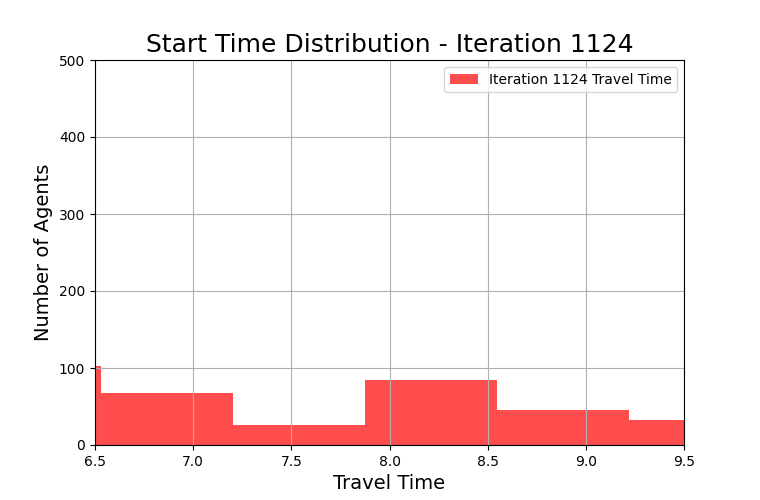 Start Time Distribution - Iteration 1124
Iteration 1124 Travel Time
Number of Agents
500
400
300
200
100
0
6.5 7.0 7.5 8.0 8.5 9.0 9.5
Travel Time